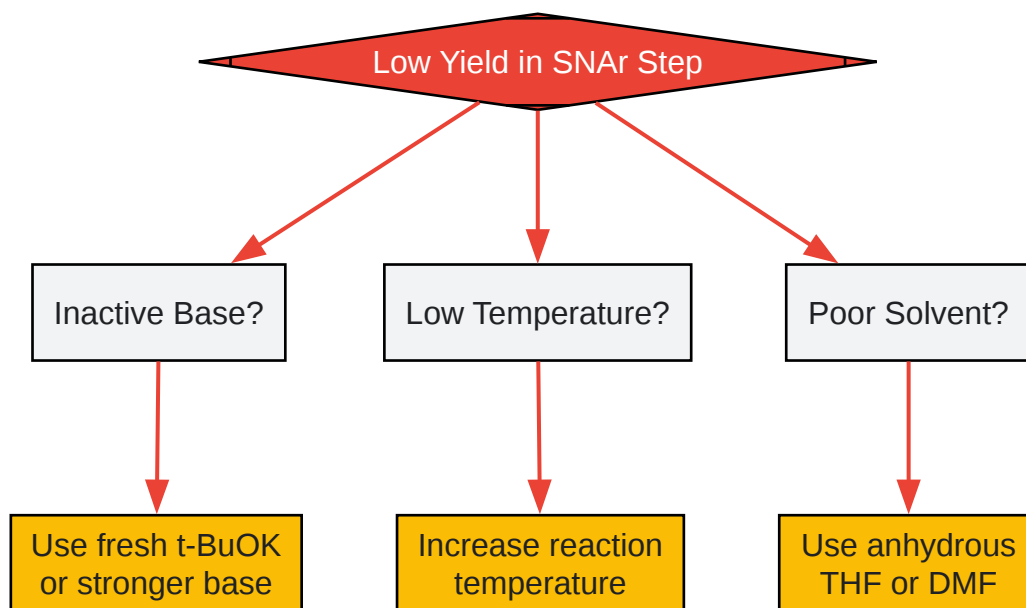 Low Yield in SNAr Step
Inactive Base?
Low Temperature?
Poor Solvent?
Use fresh t-BuOK
or stronger base
Increase reaction
temperature
Use anhydrous
THF or DMF